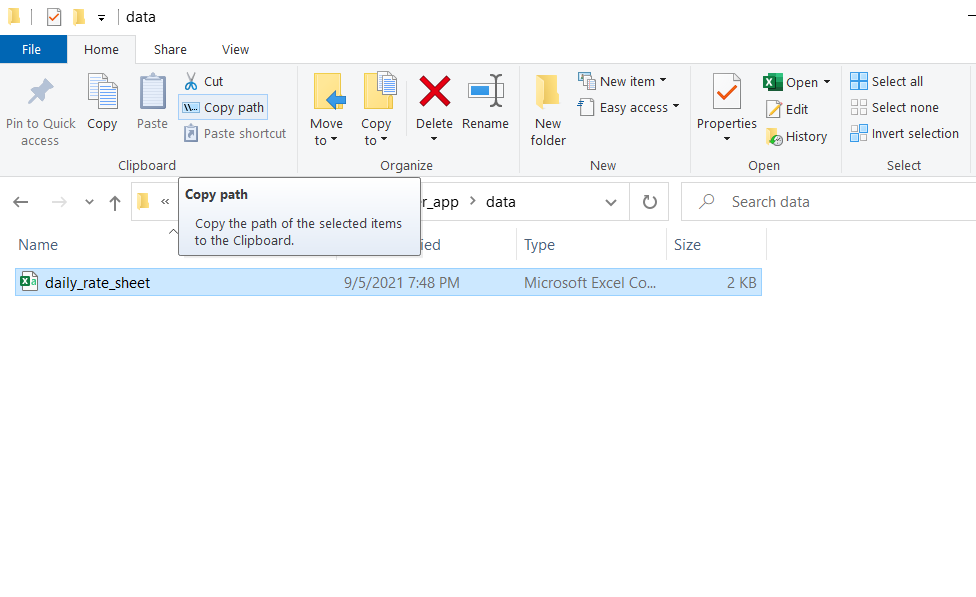 data
File Home Share View
Pin to Quick access
Copy
Paste
Cut
Copy path
Paste shortcut
Clipboard
Move to
Copy to
Delete
Rename
Organize
New folder
New item
Easy access
New
Properties
Open
Edit
History
Open
Select all
Select none
Invert selection
Select
« er_app > data
Search data
Copy path
Copy the path of the selected items
to the Clipboard.
Name Type Size
daily_rate_sheet 9/5/2021 7:48 PM Microsoft Excel Co... 2 KB